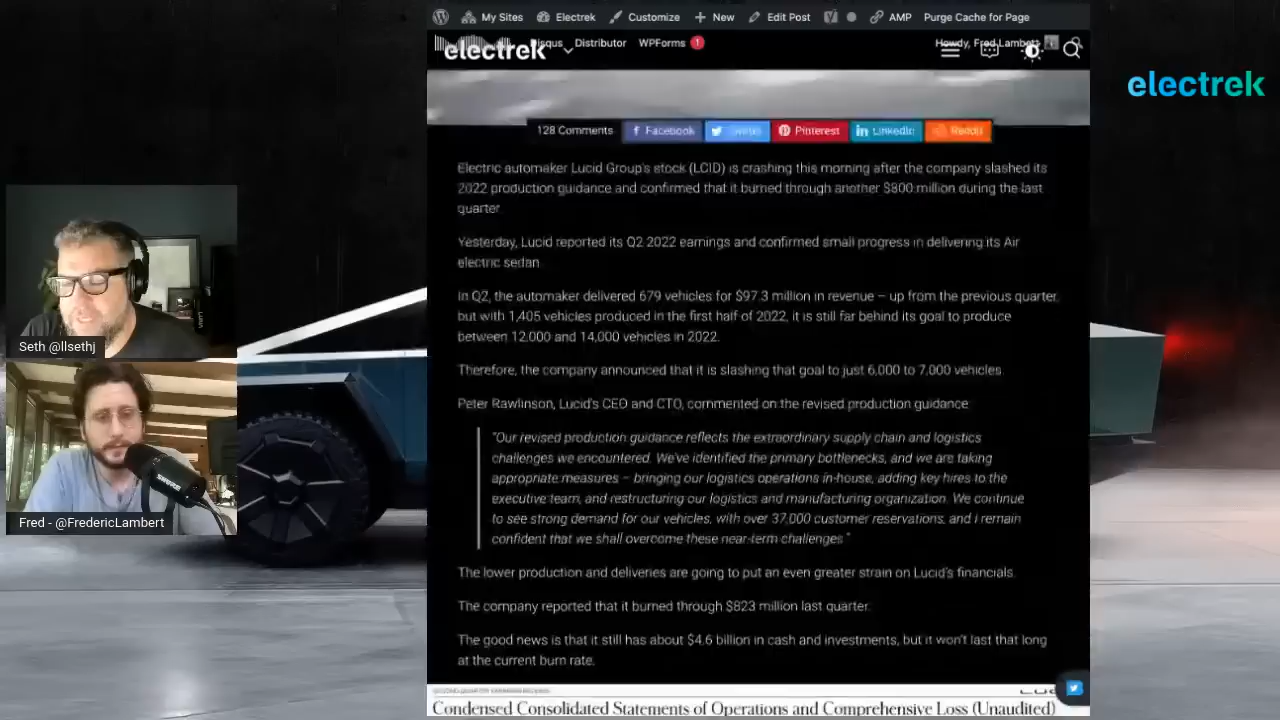 My Sites Electrek Customize New Edit Post AMP Purge Cache for Page
electrek Disqus Distributor WPForms 1 Howdy, Fred Lambert
electrek
128 Comments Facebook Twitter Pinterest LinkedIn Reddit
Electric automaker Lucid Group's stock (LCID) is crashing this morning after the company slashed its
2022 production guidance and confirmed that it burned through another $800 million during the last
quarter.
Yesterday, Lucid reported its Q2 2022 earnings and confirmed small progress in delivering its Air
electric sedan.
In Q2, the automaker delivered 679 vehicles for $97.3 million in revenue – up from the previous quarter,
but with 1,405 vehicles produced in the first half of 2022, it is still far behind its goal to produce
between 12,000 and 14,000 vehicles in 2022.
Therefore, the company announced that it is slashing that goal to just 6,000 to 7,000 vehicles.
Peter Rawlinson, Lucid's CEO and CTO, commented on the revised production guidance:
"Our revised production guidance reflects the extraordinary supply chain and logistics
challenges we encountered. We've identified the primary bottlenecks, and we are taking
appropriate measures – bringing our logistics operations in-house, adding key hires to the
executive team, and restructuring our logistics and manufacturing organization. We continue
to see strong demand for our vehicles, with over 37,000 customer reservations, and I remain
confident that we shall overcome these near-term challenges."
The lower production and deliveries are going to put an even greater strain on Lucid's financials.
The company reported that it burned through $823 million last quarter.
The good news is that it still has about $4.6 billion in cash and investments, but it won't last that long
at the current burn rate.
Condensed Consolidated Statements of Operations and Comprehensive Loss (Unaudited)
Seth @llsethj
SHURE
Fred - @FredericLambert